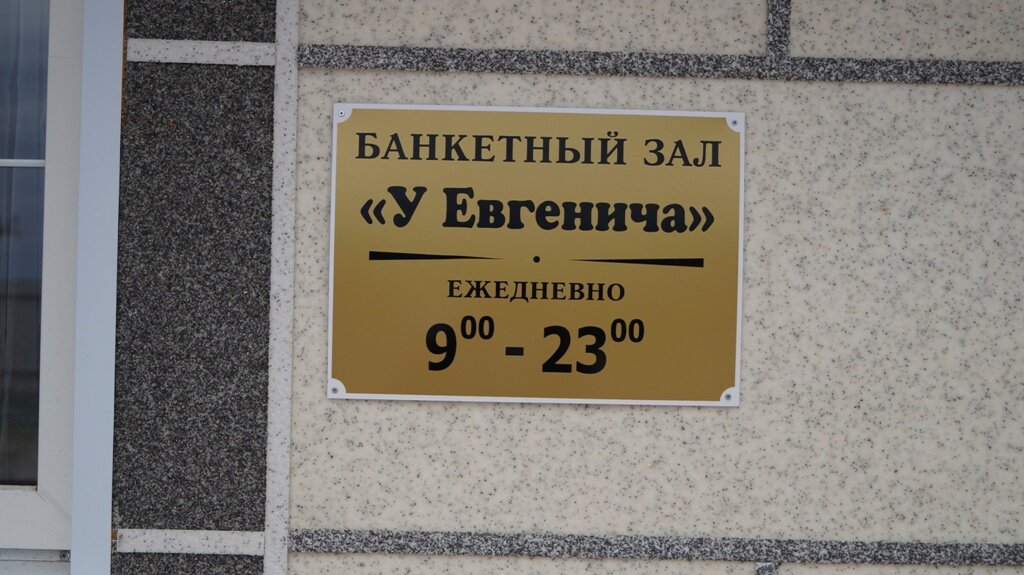 БАНКЕТНЫЙ ЗАЛ
«У Евгенича»
ЕЖЕДНЕВНО
9⁰⁰ - 23⁰⁰